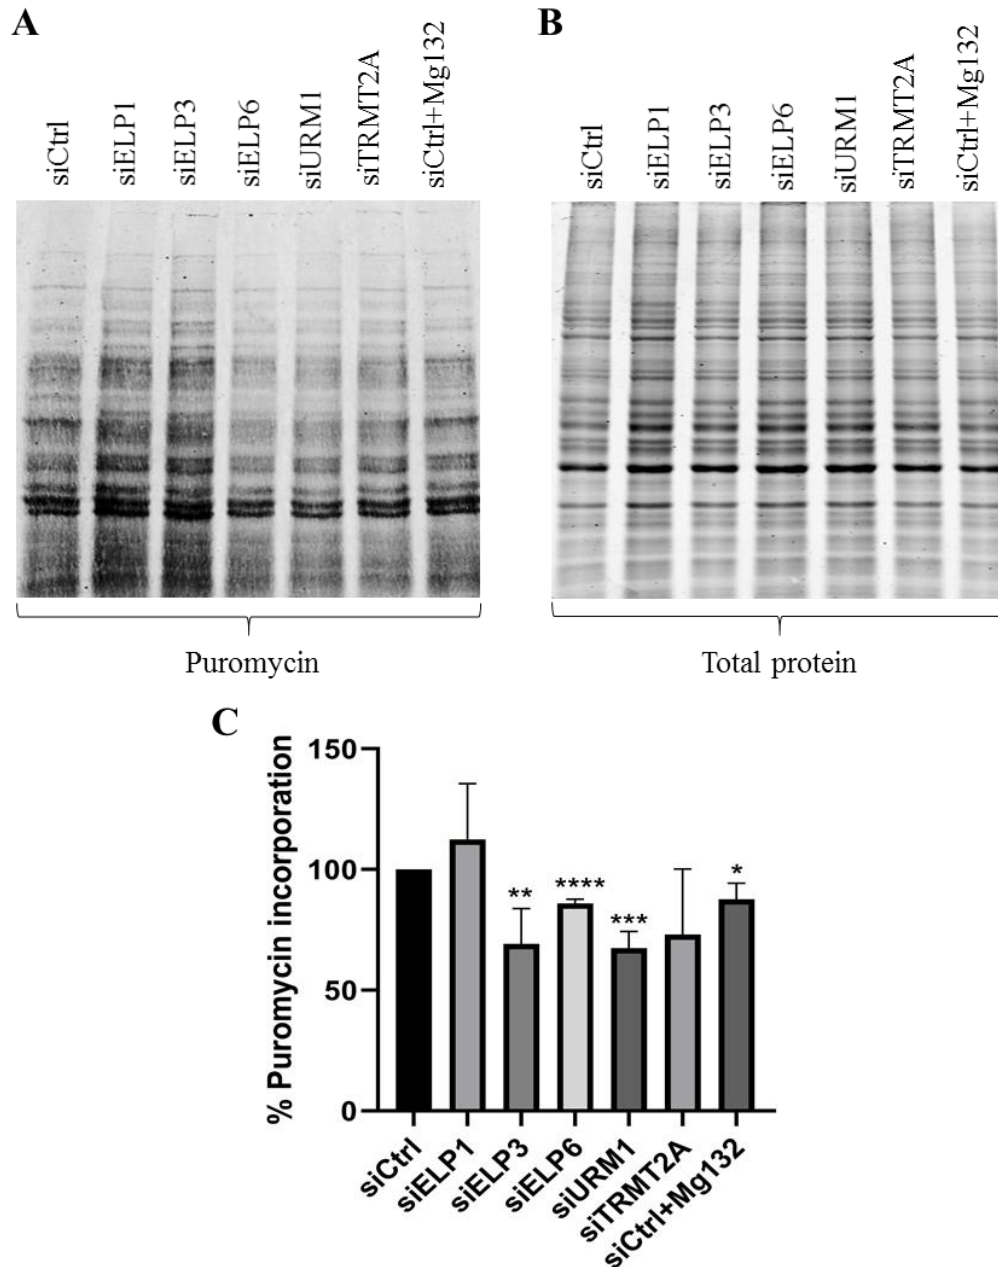 A
siCtrl
siELP1
siELP3
siELP6
siURM1
siTRMT2A
siCtrl+Mg132
Puromycin
B
siCtrl
siELP1
siELP3
siELP6
siURM1
siTRMT2A
siCtrl+Mg132
Total protein
C
% Puromycin incorporation
150
100
50
0
**
****
***
*
siCtrl
siELP1
siELP3
siELP6
siURM1
siTRMT2A
siCtrl+Mg132